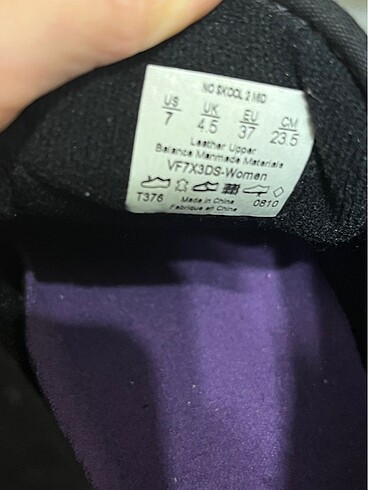 NO SKOOL 2 MID
US UK EU CM
7 4.5 37 23.5
Leather Upper
Balance Manmade Materials
VF7X3DS-Women
T376 Made in China 0810
Fabrique en Chine